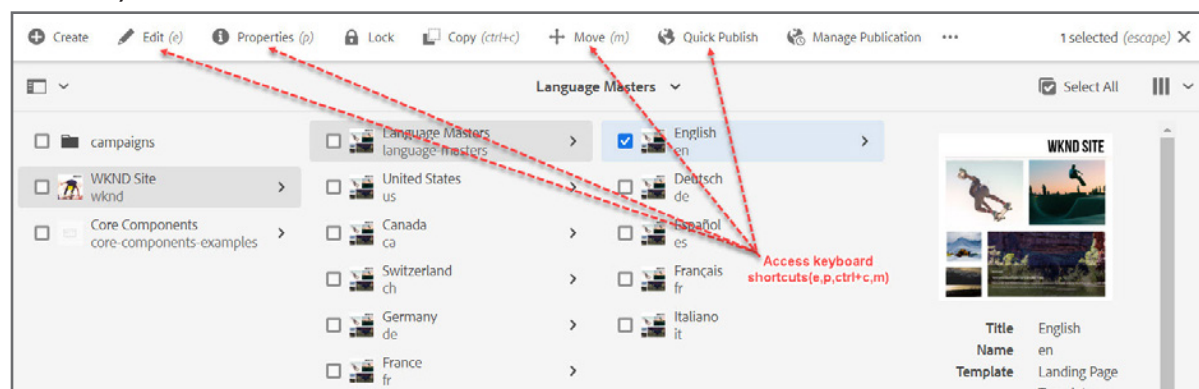 Create Edit (e) Properties (p) Lock Copy (ctrl+c) Move (m) Quick Publish Manage Publication ••• 1 selected (escape) ✕
Language Masters Select All
campaigns
WKND Site
wknd
Core Components
core-components-examples
Language Masters
language-masters
United States
us
Canada
ca
Switzerland
ch
Germany
de
France
fr
English
en
Deutsch
de
Español
es
Français
fr
Italiano
it
Access keyboard
shortcuts(e,p,ctrl+c,m)
WKND SITE
Title English
Name en
Template Landing Page